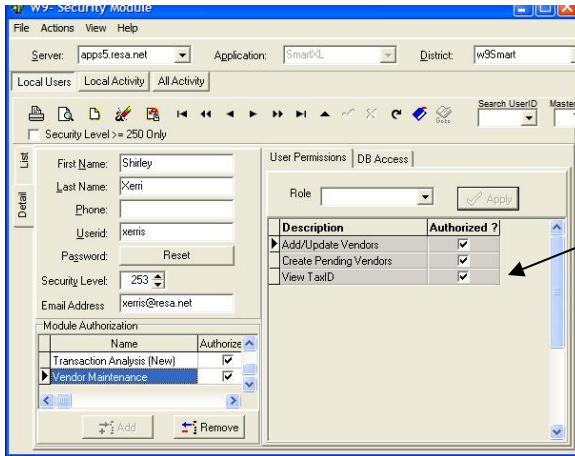 W9- Security Module
File Actions View Help
Server: apps5.resa.net Application: SmartXL District: w9Smart
Local Users Local Activity All Activity
Search UserID Master
Security Level >= 250 Only
List
Detail
First Name: Shirley
Last Name: Xerri
Phone:
Userid: xerris
Password: Reset
Security Level: 253
Email Address xerris@resa.net
Module Authorization
Name Authorize
Transaction Analysis (New)
Vendor Maintenance
Add Remove
User Permissions DB Access
Role Apply
Description Authorized ?
Add/Update Vendors
Create Pending Vendors
View TaxID